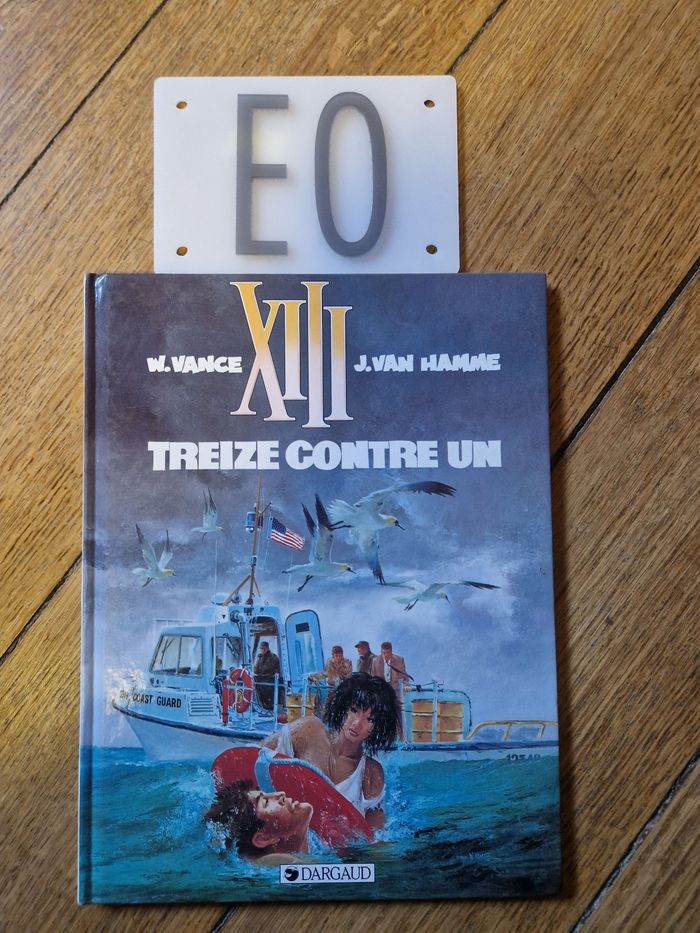 EO
XIII
W. VANCE J. VAN HAMME
TREIZE CONTRE UN
COAST GUARD
DARGAUD